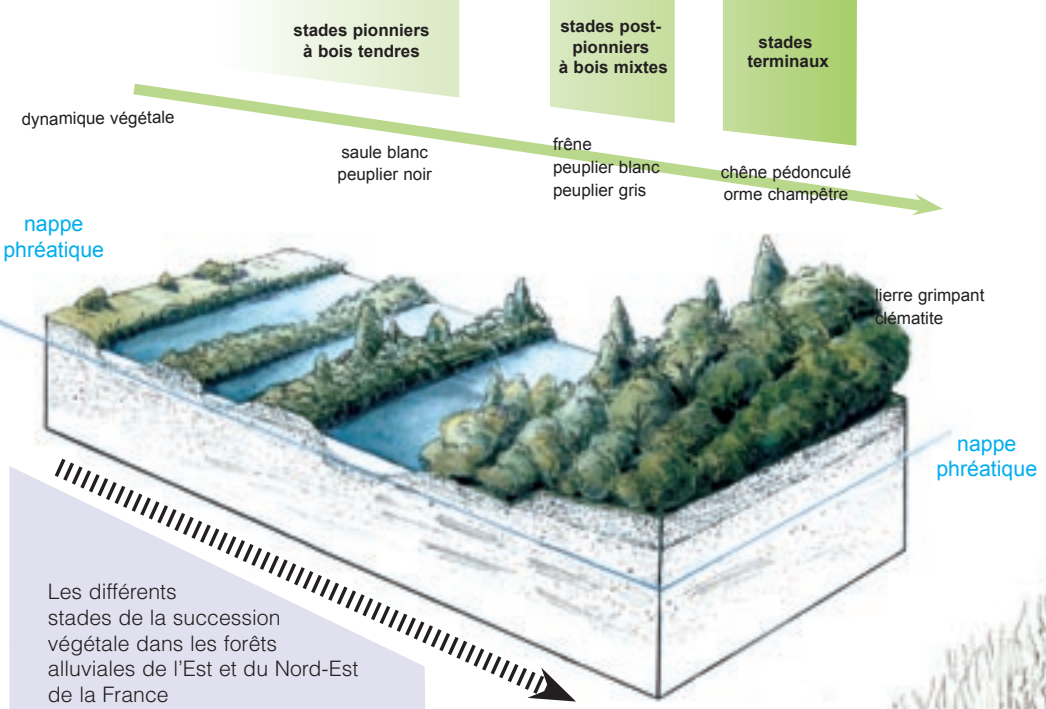 stades pionniers
à bois tendres
stades post-
pionniers
à bois mixtes
stades
terminaux
dynamique végétale
saule blanc
peuplier noir
frêne
peuplier blanc
peuplier gris
chêne pédonculé
orme champêtre
nappe
phréatique
lierre grimpant
clématite
nappe
phréatique
Les différents
stades de la succession
végétale dans les forêts
alluviales de l'Est et du Nord-Est
de la France